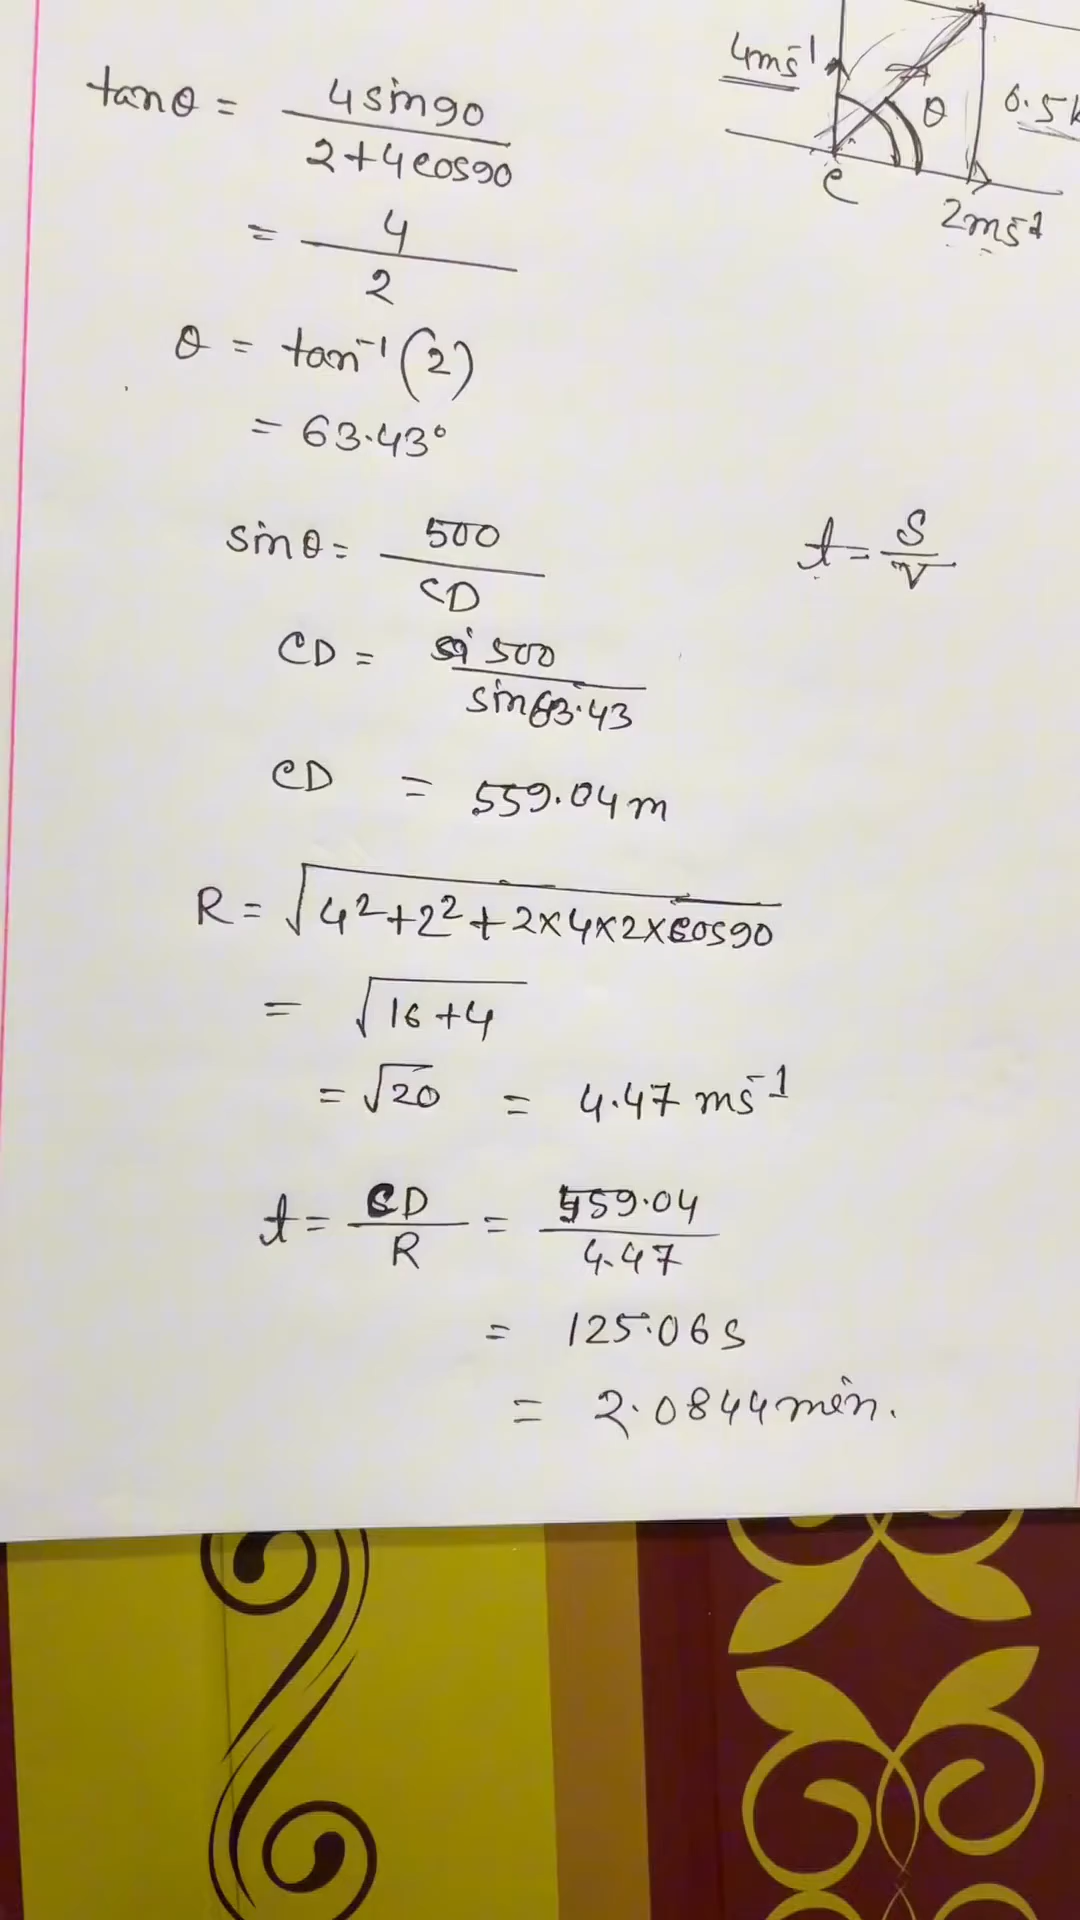 4ms⁻¹
θ
0.5k
C
2ms⁻¹
tanθ = 4sin90 / 2+4cos90
= 4 / 2
θ = tan⁻¹(2)
= 63.43°
sinθ = 500 / CD
t = S / V
CD = 500 / sin63.43
CD = 559.04m
R = √4²+2²+2×4×2×cos90
= √16+4
= √20 = 4.47 ms⁻¹
t = CD / R = 559.04 / 4.47
= 125.06s
= 2.0844min.